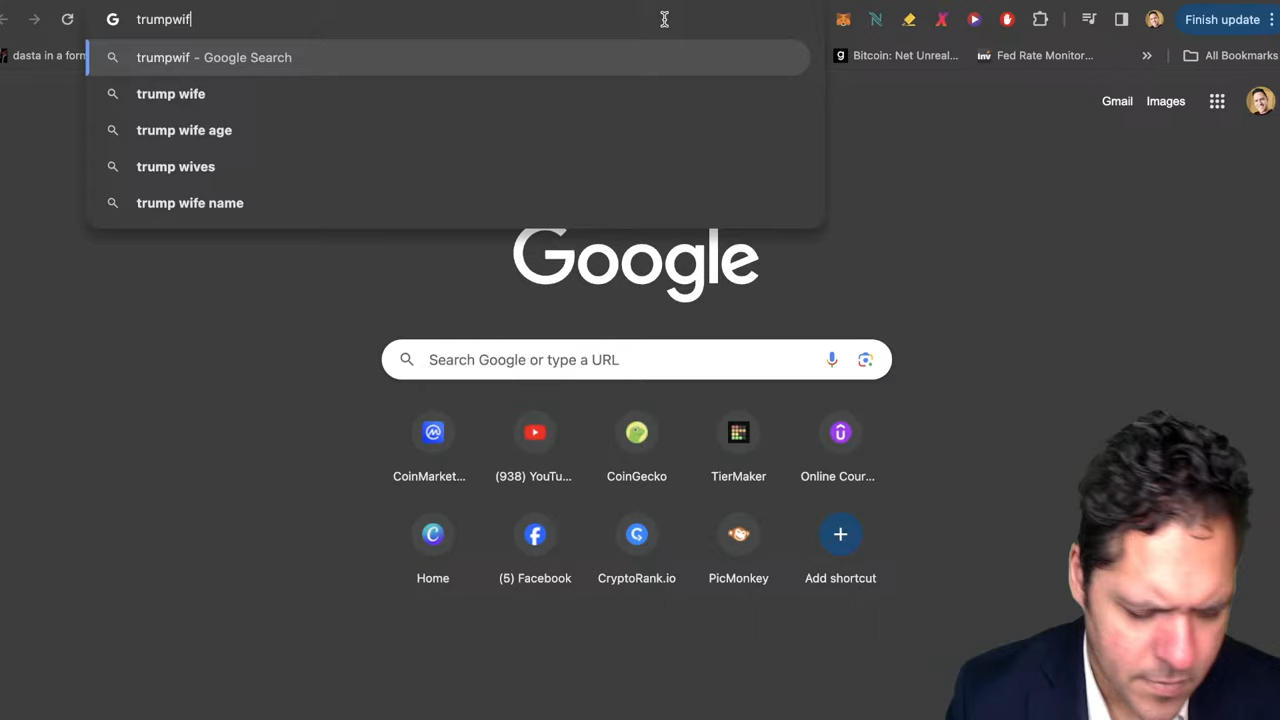 trumpwif
Finish update
dasta in a form
Bitcoin: Net Unreal...
inv Fed Rate Monitor...
»
All Bookmarks
trumpwif - Google Search
trump wife
trump wife age
trump wives
trump wife name
Gmail
Images
Google
Search Google or type a URL
CoinMarket...
(938) YouTu...
CoinGecko
TierMaker
Online Cour...
Home
(5) Facebook
CryptoRank.io
PicMonkey
Add shortcut